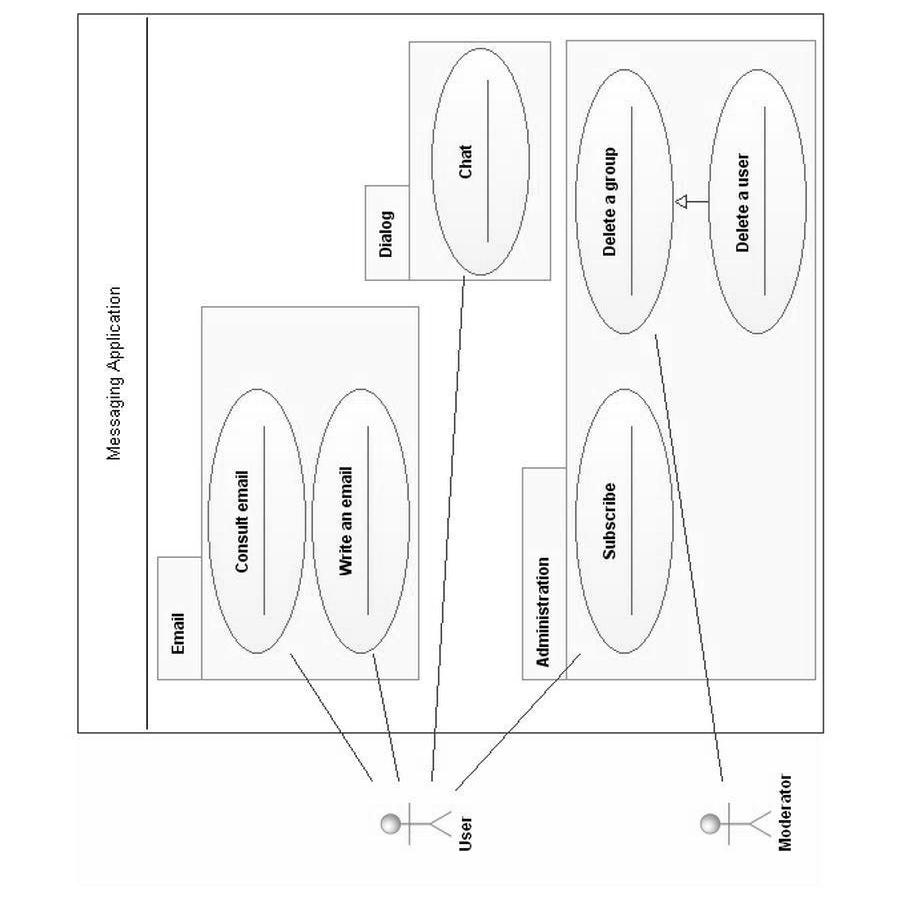 Messaging Application
Email
Consult email
Write an email
Dialog
Chat
Administration
Subscribe
Delete a group
Delete a user
User
Moderator